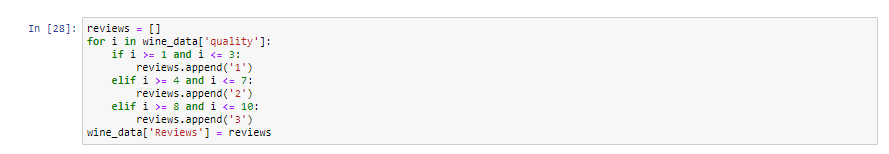 In [28]: reviews = []
for i in wine_data['quality']:
    if i >= 1 and i <= 3:
        reviews.append('1')
    elif i >= 4 and i <= 7:
        reviews.append('2')
    elif i >= 8 and i <= 10:
        reviews.append('3')
wine_data['Reviews'] = reviews